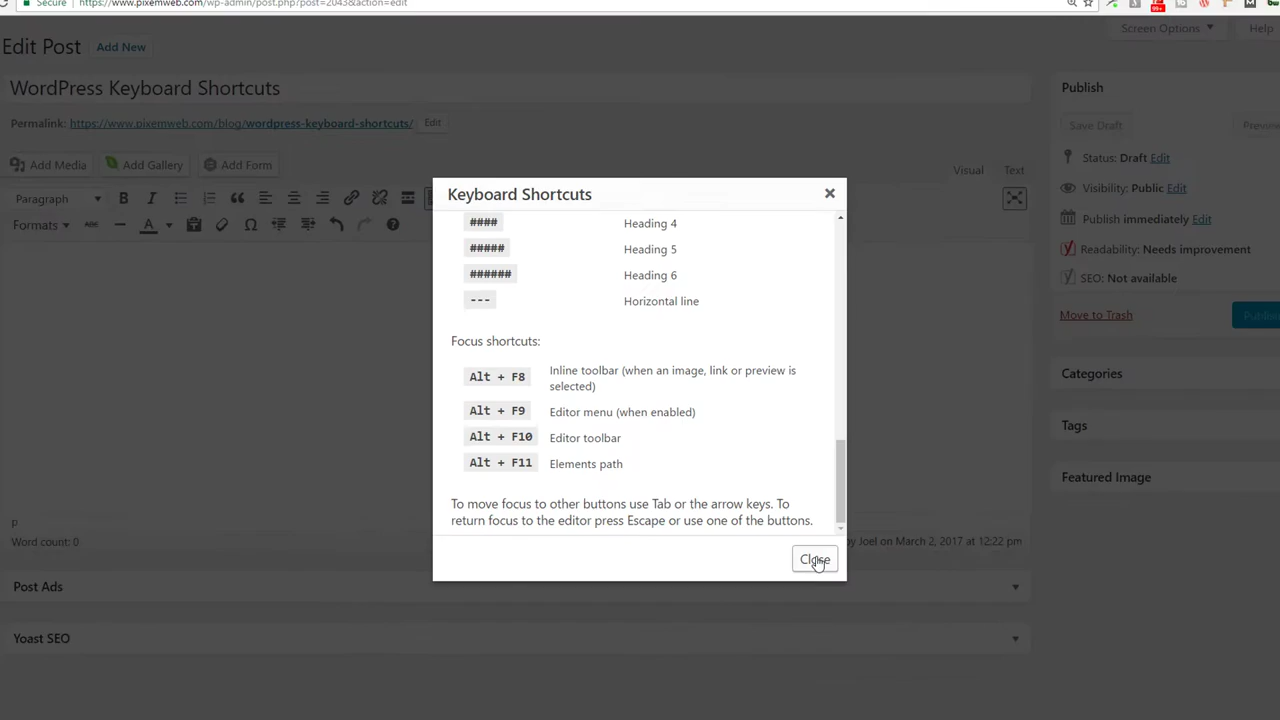 Secure https://www.pixemweb.com/wp-admin/post.php?post=2043&action=edit
99+
Screen Options Help
Edit Post Add New
WordPress Keyboard Shortcuts
Permalink: https://www.pixemweb.com/blog/wordpress-keyboard-shortcuts/ Edit
Add Media Add Gallery Add Form
Visual Text
Paragraph
Formats
Keyboard Shortcuts
#### Heading 4
##### Heading 5
###### Heading 6
--- Horizontal line
Focus shortcuts:
Alt + F8 Inline toolbar (when an image, link or preview is
selected)
Alt + F9 Editor menu (when enabled)
Alt + F10 Editor toolbar
Alt + F11 Elements path
To move focus to other buttons use Tab or the arrow keys. To
return focus to the editor press Escape or use one of the buttons.
Close
p
Word count: 0
by Joel on March 2, 2017 at 12:22 pm
Post Ads
Yoast SEO
Publish
Save Draft Preview
Status: Draft Edit
Visibility: Public Edit
Publish immediately Edit
Readability: Needs improvement
SEO: Not available
Move to Trash Publish
Categories
Tags
Featured Image